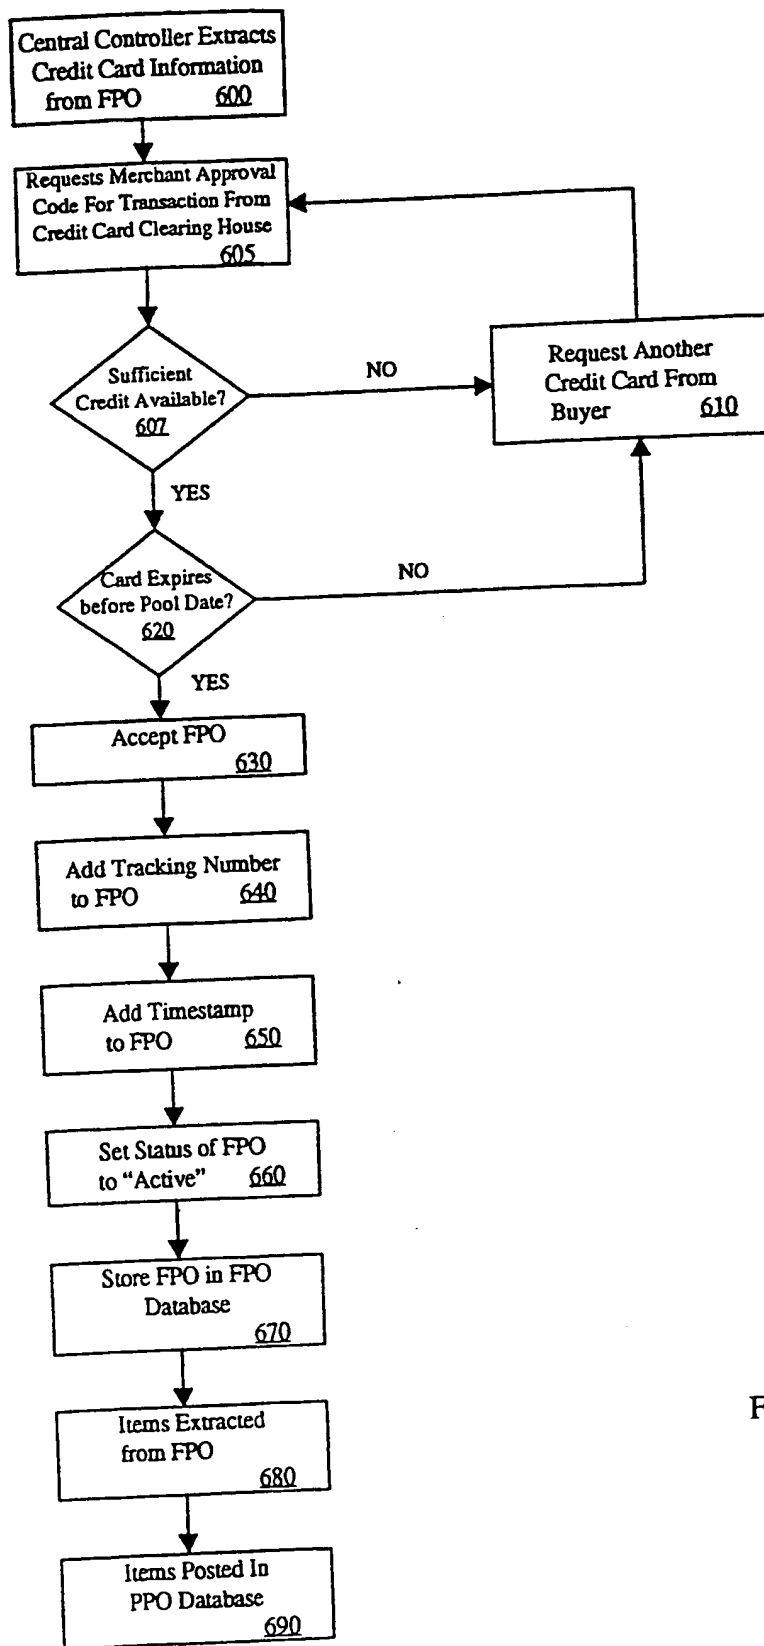 Central Controller Extracts
Credit Card Information
from FPO 600
Requests Merchant Approval
Code For Transaction From
Credit Card Clearing House
605
Sufficient
Credit Available?
607
NO
Request Another
Credit Card From
Buyer 610
YES
Card Expires
before Pool Date?
620
NO
YES
Accept FPO
630
Add Tracking Number
to FPO 640
Add Timestamp
to FPO 650
Set Status of FPO
to “Active” 660
Store FPO in FPO
Database
670
Items Extracted
from FPO
680
F
Items Posted In
PPO Database
690